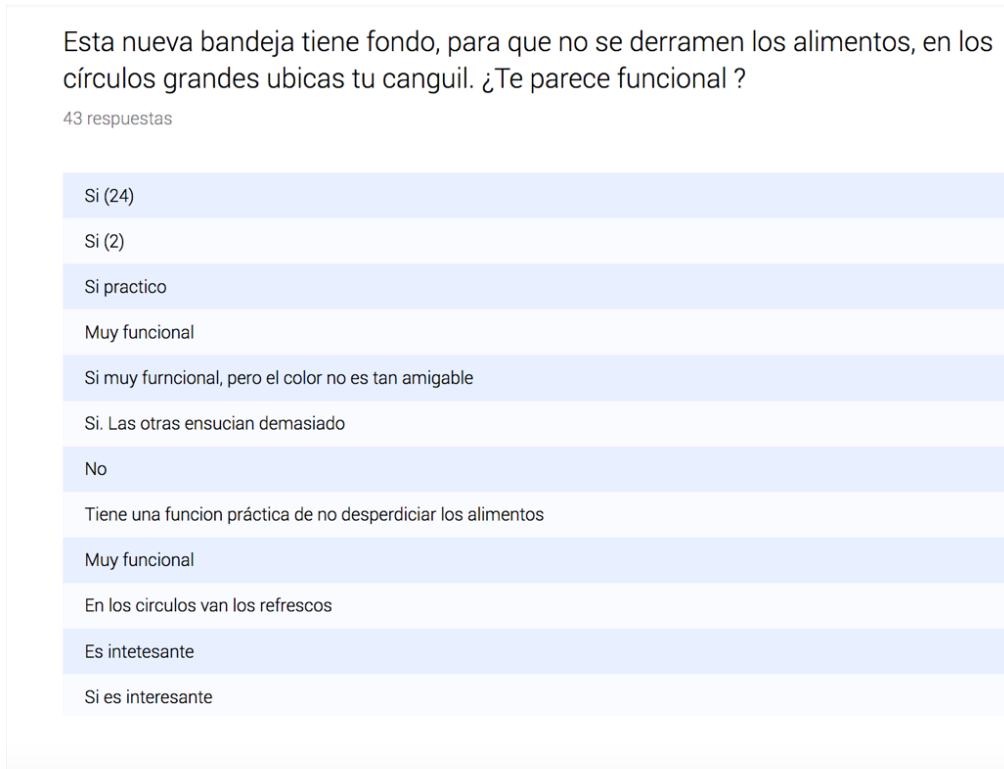 Esta nueva bandeja tiene fondo, para que no se derramen los alimentos, en los
círculos grandes ubicas tu canguil. ¿Te parece funcional ?
43 respuestas
Si (24)
Si (2)
Si practico
Muy funcional
Si muy furncional, pero el color no es tan amigable
Si. Las otras ensucian demasiado
No
Tiene una funcion práctica de no desperdiciar los alimentos
Muy funcional
En los circulos van los refrescos
Es intetesante
Si es interesante